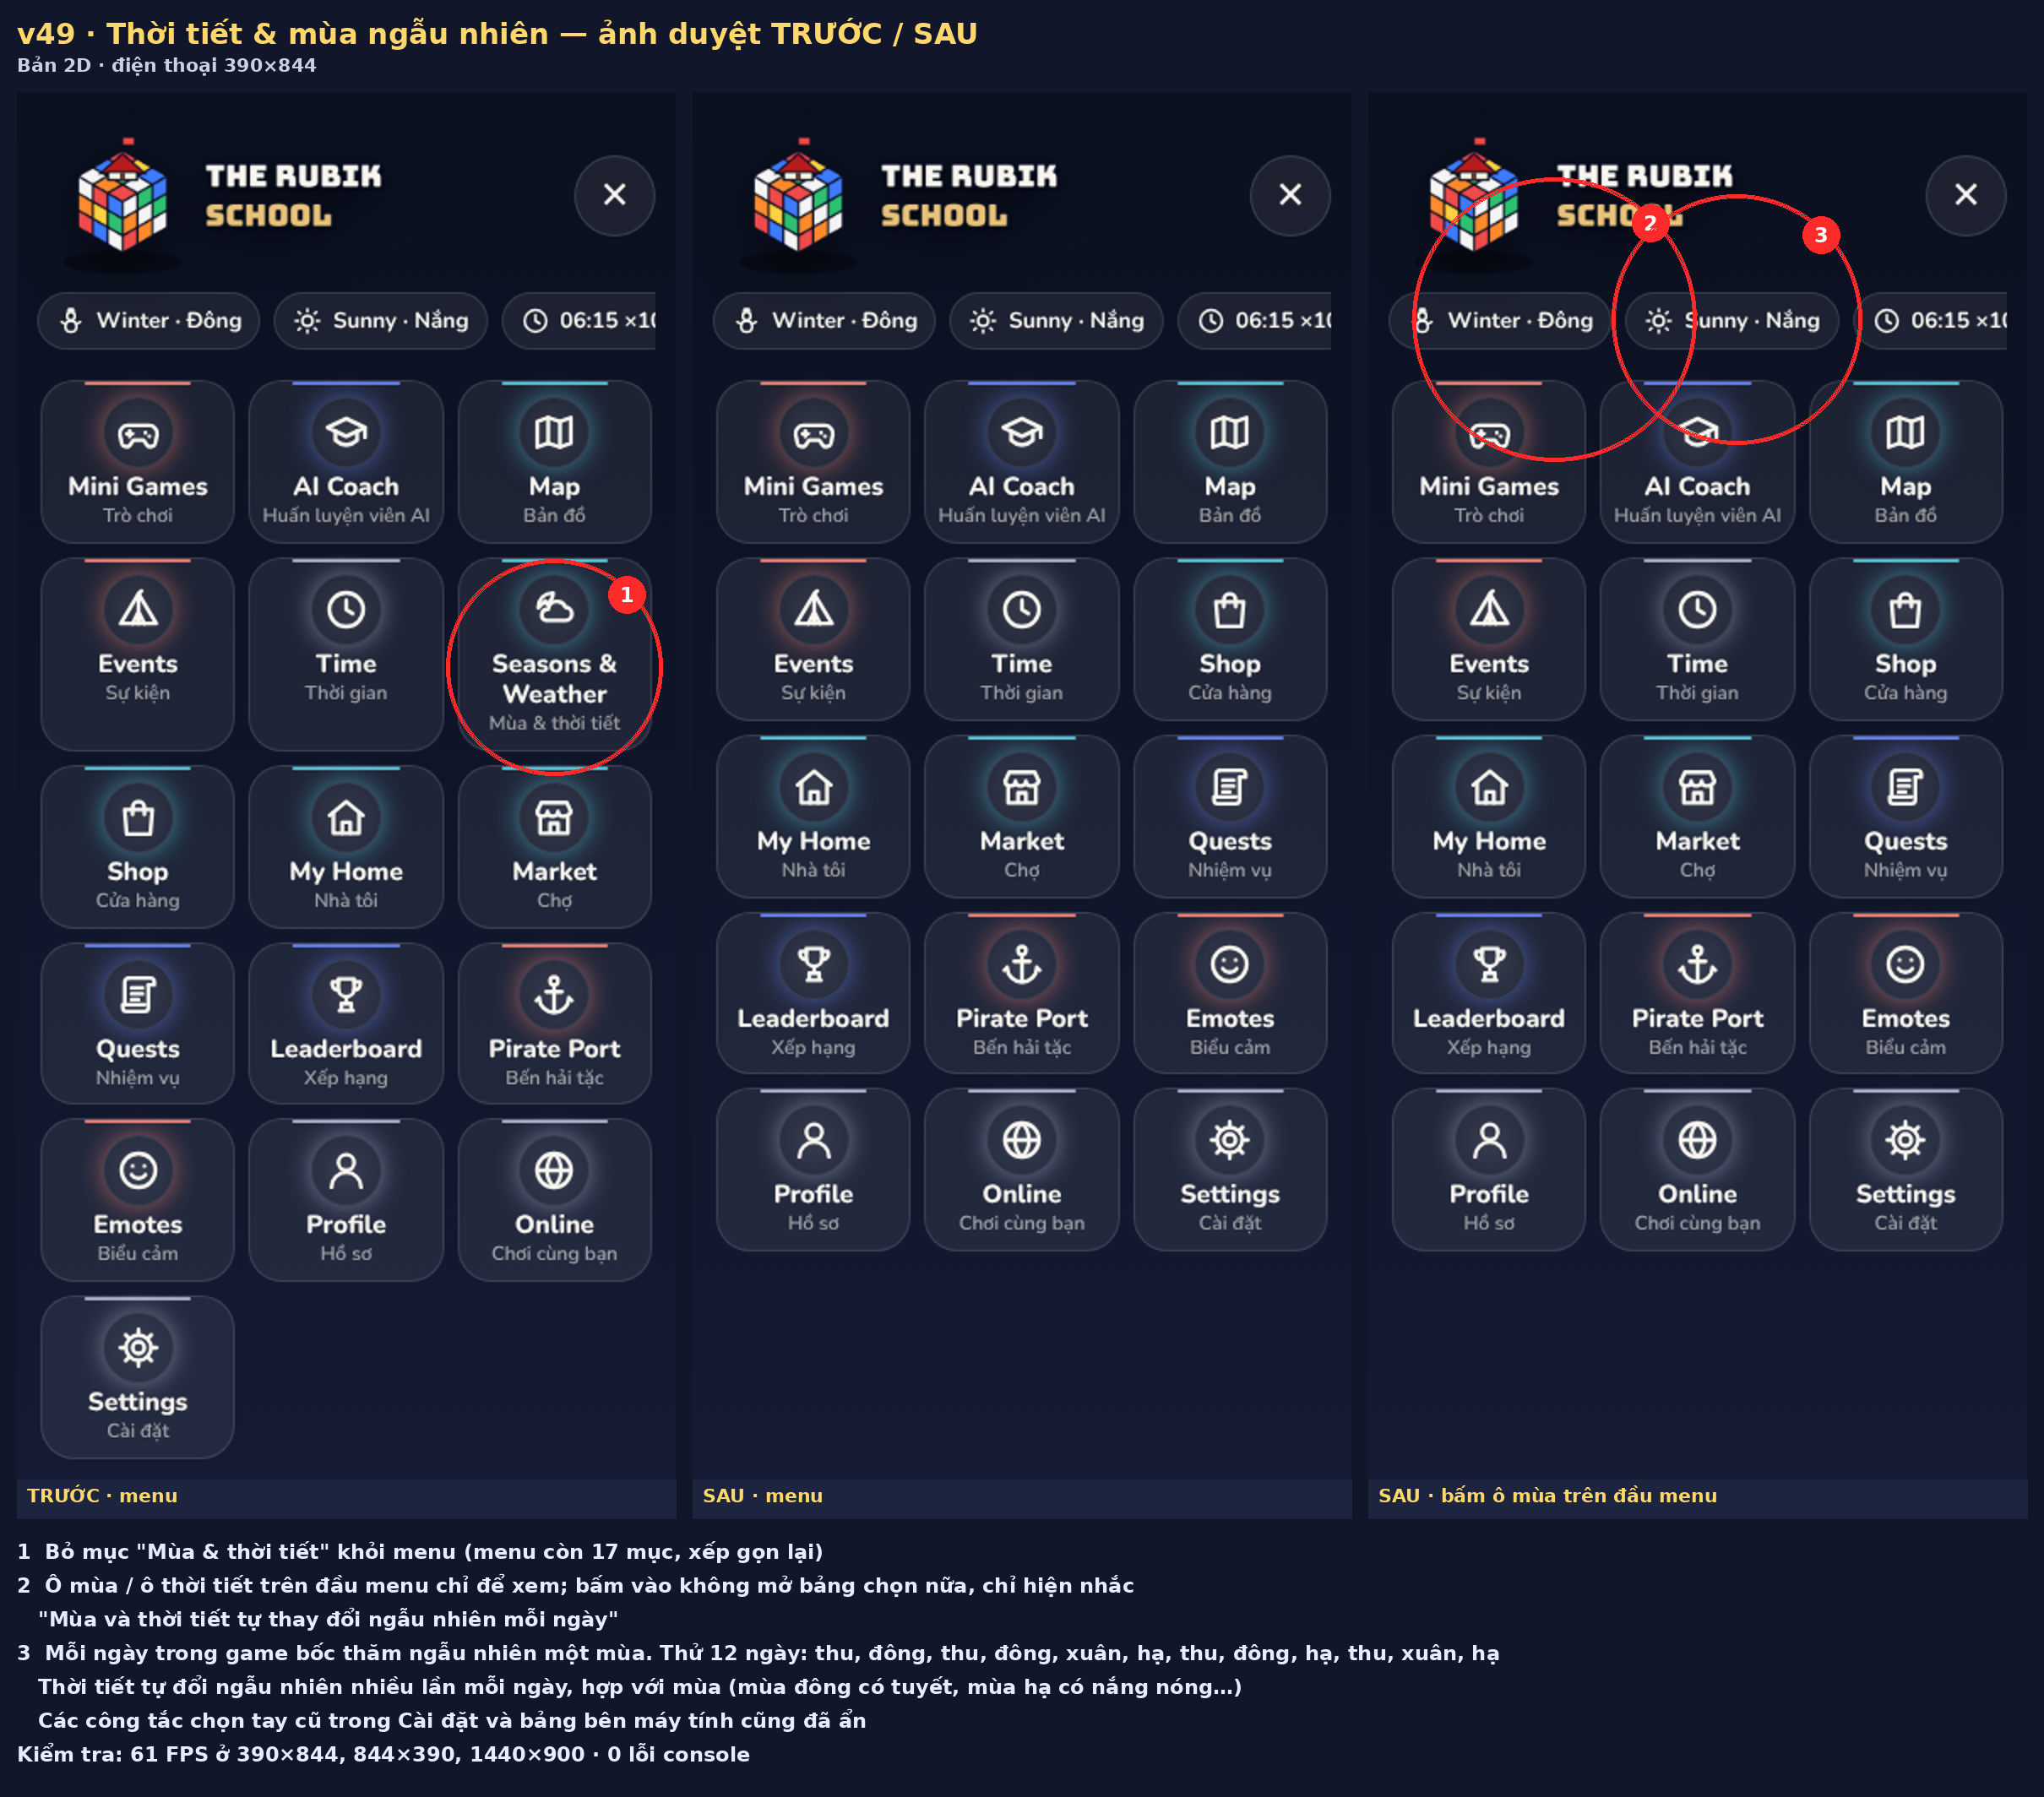 v49 · Thời tiết & mùa ngẫu nhiên — ảnh duyệt TRƯỚC / SAU
Bản 2D · điện thoại 390×844
THE RUBIK
SCHOOL
Winter · Đông
Sunny · Nắng
06:15 ×10
Mini Games
Trò chơi
AI Coach
Huấn luyện viên AI
Map
Bản đồ
Events
Sự kiện
Time
Thời gian
1
Seasons &
Weather
Mùa & thời tiết
Shop
Cửa hàng
My Home
Nhà tôi
Market
Chợ
Quests
Nhiệm vụ
Leaderboard
Xếp hạng
Pirate Port
Bến hải tặc
Emotes
Biểu cảm
Profile
Hồ sơ
Online
Chơi cùng bạn
Settings
Cài đặt
TRƯỚC · menu
THE RUBIK
SCHOOL
Winter · Đông
Sunny · Nắng
06:15 ×10
Mini Games
Trò chơi
AI Coach
Huấn luyện viên AI
Map
Bản đồ
Events
Sự kiện
Time
Thời gian
Shop
Cửa hàng
My Home
Nhà tôi
Market
Chợ
Quests
Nhiệm vụ
Leaderboard
Xếp hạng
Pirate Port
Bến hải tặc
Emotes
Biểu cảm
Profile
Hồ sơ
Online
Chơi cùng bạn
Settings
Cài đặt
SAU · menu
THE RUBIK
SCHOOL
2
3
Winter · Đông
Sunny · Nắng
06:15 ×10
Mini Games
Trò chơi
AI Coach
Huấn luyện viên AI
Map
Bản đồ
Events
Sự kiện
Time
Thời gian
Shop
Cửa hàng
My Home
Nhà tôi
Market
Chợ
Quests
Nhiệm vụ
Leaderboard
Xếp hạng
Pirate Port
Bến hải tặc
Emotes
Biểu cảm
Profile
Hồ sơ
Online
Chơi cùng bạn
Settings
Cài đặt
SAU · bấm ô mùa trên đầu menu
1 Bỏ mục "Mùa & thời tiết" khỏi menu (menu còn 17 mục, xếp gọn lại)
2 Ô mùa / ô thời tiết trên đầu menu chỉ để xem; bấm vào không mở bảng chọn nữa, chỉ hiện nhắc
"Mùa và thời tiết tự thay đổi ngẫu nhiên mỗi ngày"
3 Mỗi ngày trong game bốc thăm ngẫu nhiên một mùa. Thử 12 ngày: thu, đông, thu, đông, xuân, hạ, thu, đông, hạ, thu, xuân, hạ
Thời tiết tự đổi ngẫu nhiên nhiều lần mỗi ngày, hợp với mùa (mùa đông có tuyết, mùa hạ có nắng nóng…)
Các công tắc chọn tay cũ trong Cài đặt và bảng bên máy tính cũng đã ẩn
Kiểm tra: 61 FPS ở 390×844, 844×390, 1440×900 · 0 lỗi console